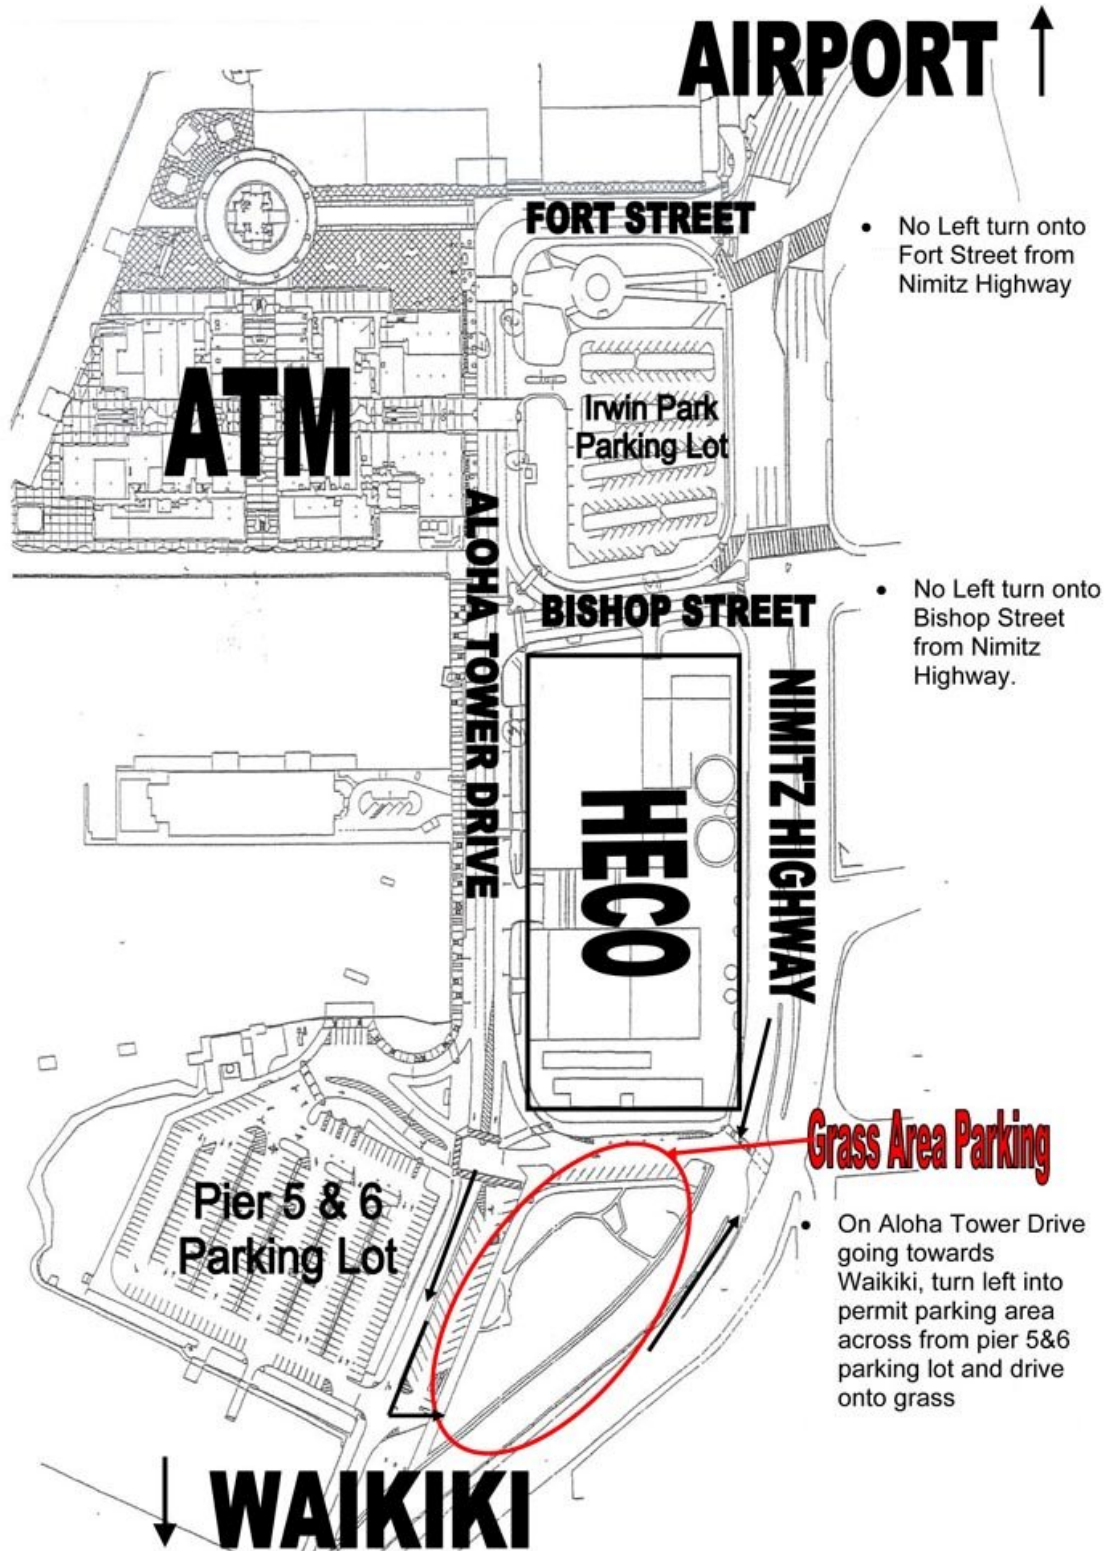 AIRPORT
FORT STREET
• No Left turn onto
Fort Street from
Nimitz Highway
ATM
Irwin Park
Parking Lot
ALOHA TOWER DRIVE
BISHOP STREET
• No Left turn onto
Bishop Street
from Nimitz
Highway.
NIMITZ HIGHWAY
HECO
Grass Area Parking
Pier 5 & 6
Parking Lot
• On Aloha Tower Drive
going towards
Waikiki, turn left into
permit parking area
across from pier 5&6
parking lot and drive
onto grass
WAIKIKI